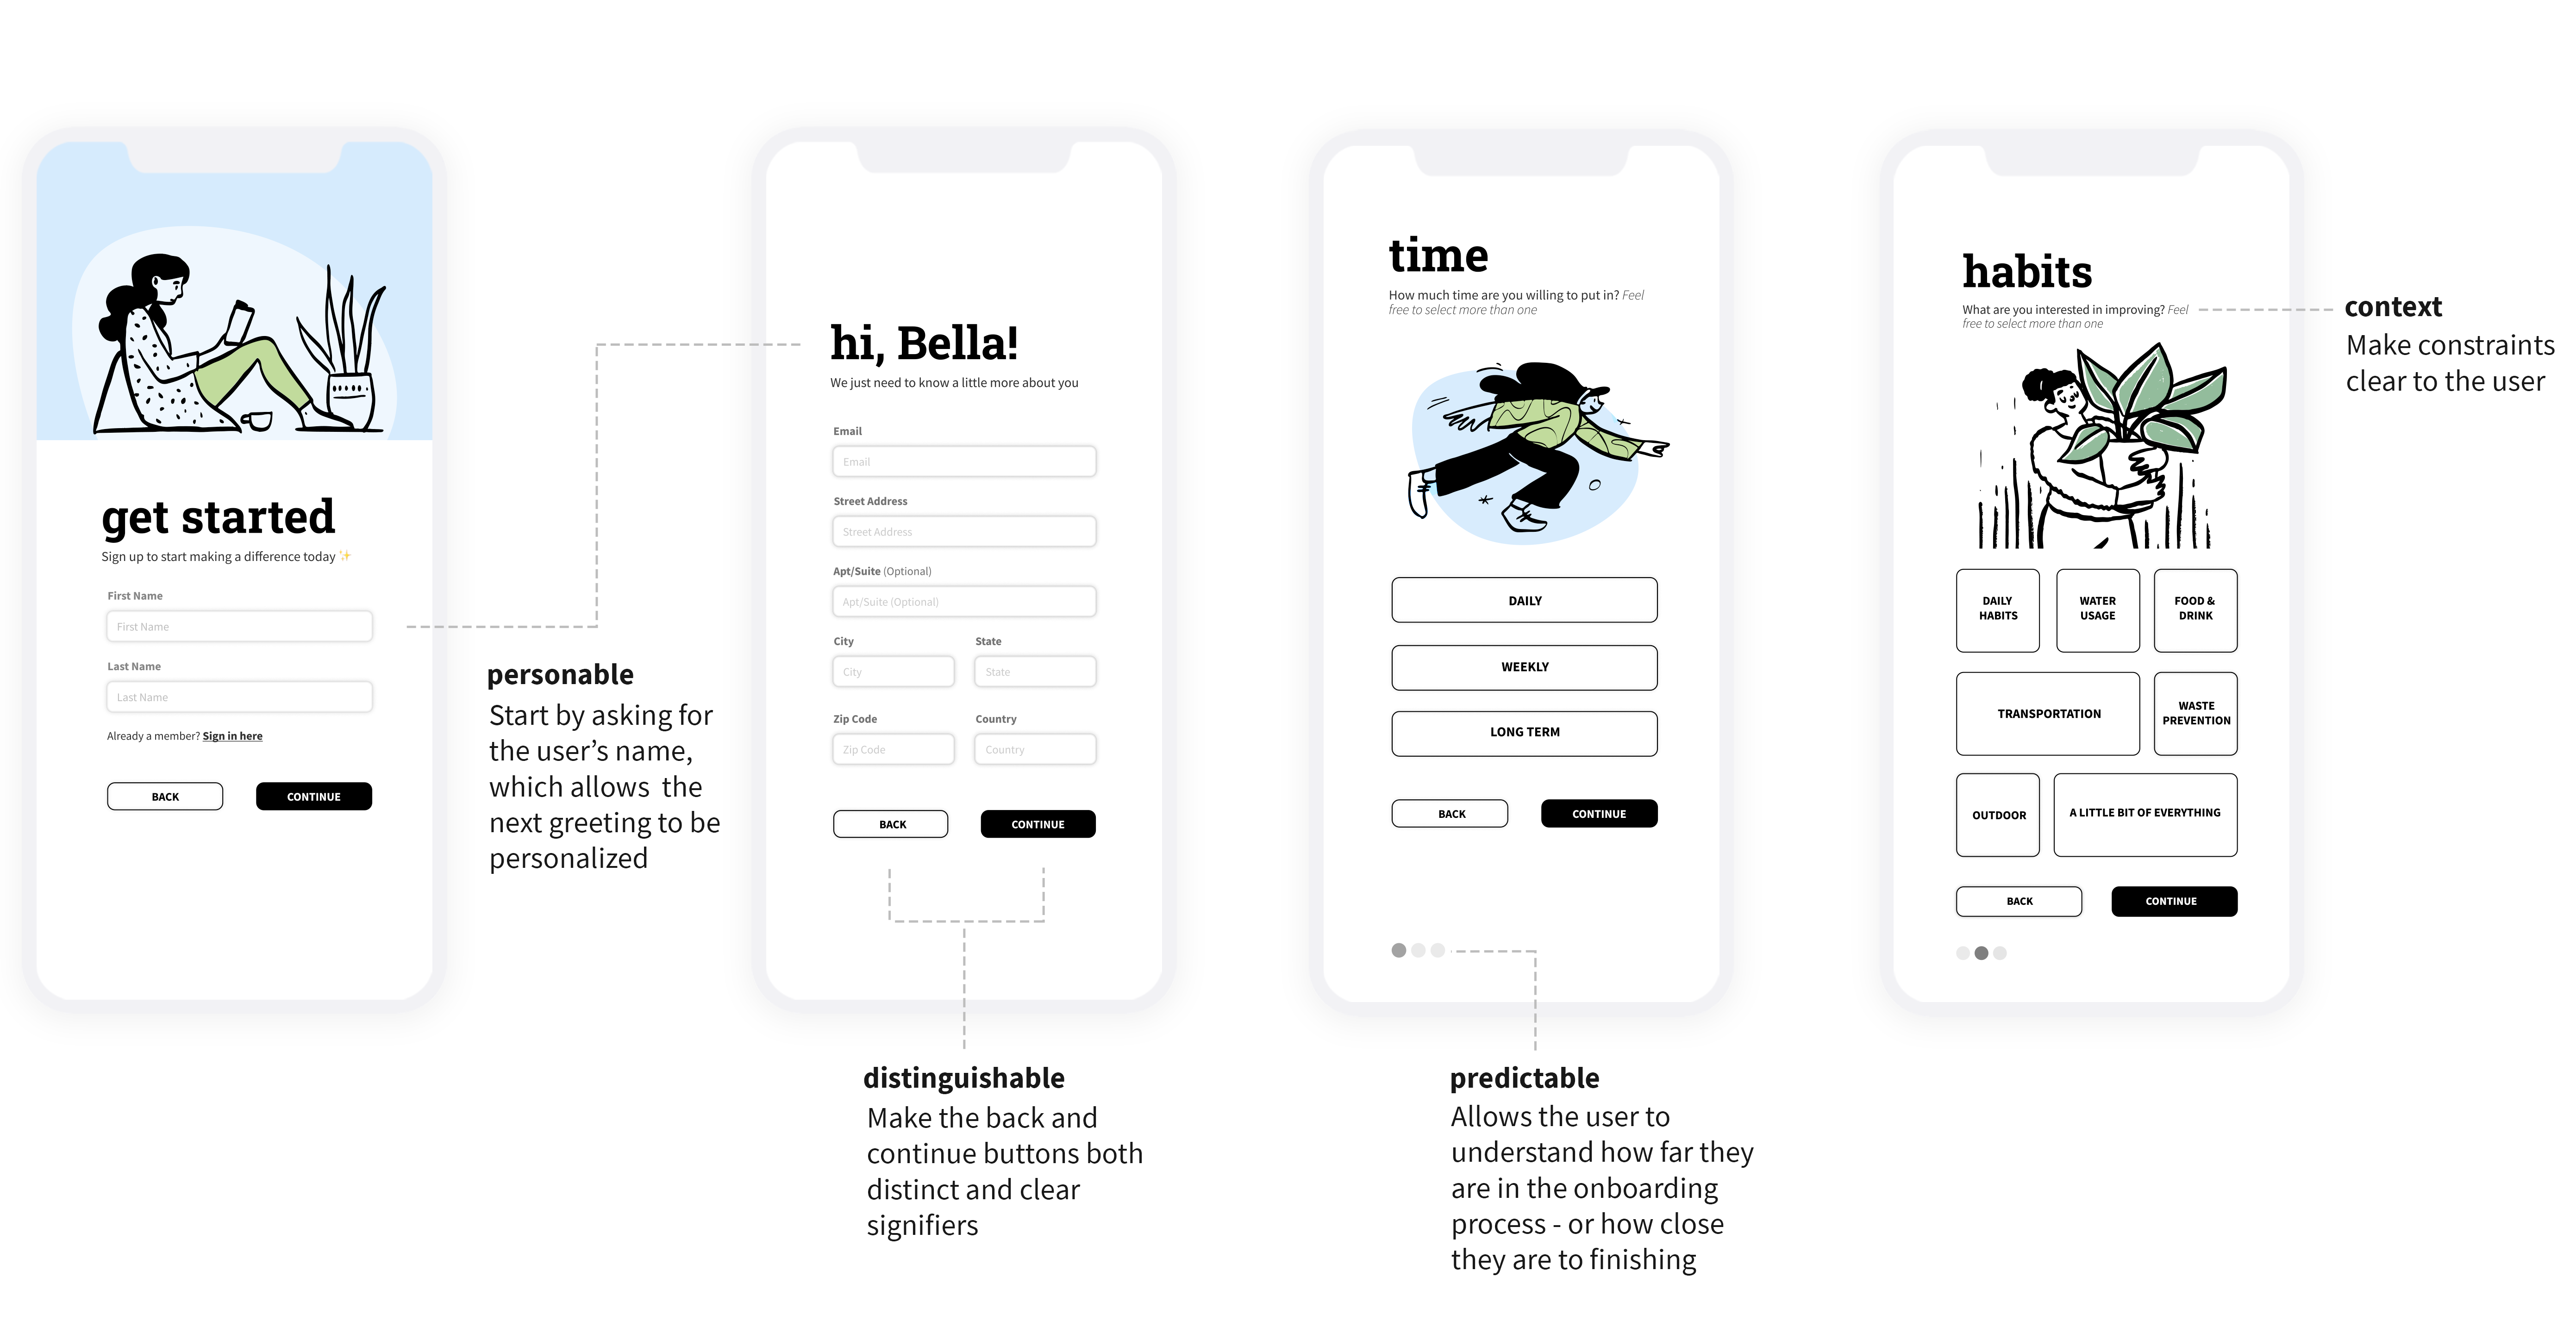 get started
Sign up to start making a difference today ✨
First Name
First Name
Last Name
Last Name
Already a member? Sign in here
BACK
CONTINUE
personable
Start by asking for
the user’s name,
which allows  the
next greeting to be
personalized
hi, Bella!
We just need to know a little more about you
Email
Email
Street Address
Street Address
Apt/Suite (Optional)
Apt/Suite (Optional)
City
State
City
State
Zip Code
Country
Zip Code
Country
BACK
CONTINUE
distinguishable
Make the back and
continue buttons both
distinct and clear
signifiers
time
How much time are you willing to put in? Feel
free to select more than one
DAILY
WEEKLY
LONG TERM
BACK
CONTINUE
predictable
Allows the user to
understand how far they
are in the onboarding
process - or how close
they are to finishing
habits
What are you interested in improving? Feel
free to select more than one
DAILY
HABITS
WATER
USAGE
FOOD &
DRINK
TRANSPORTATION
WASTE
PREVENTION
OUTDOOR
A LITTLE BIT OF EVERYTHING
BACK
CONTINUE
context
Make constraints
clear to the user